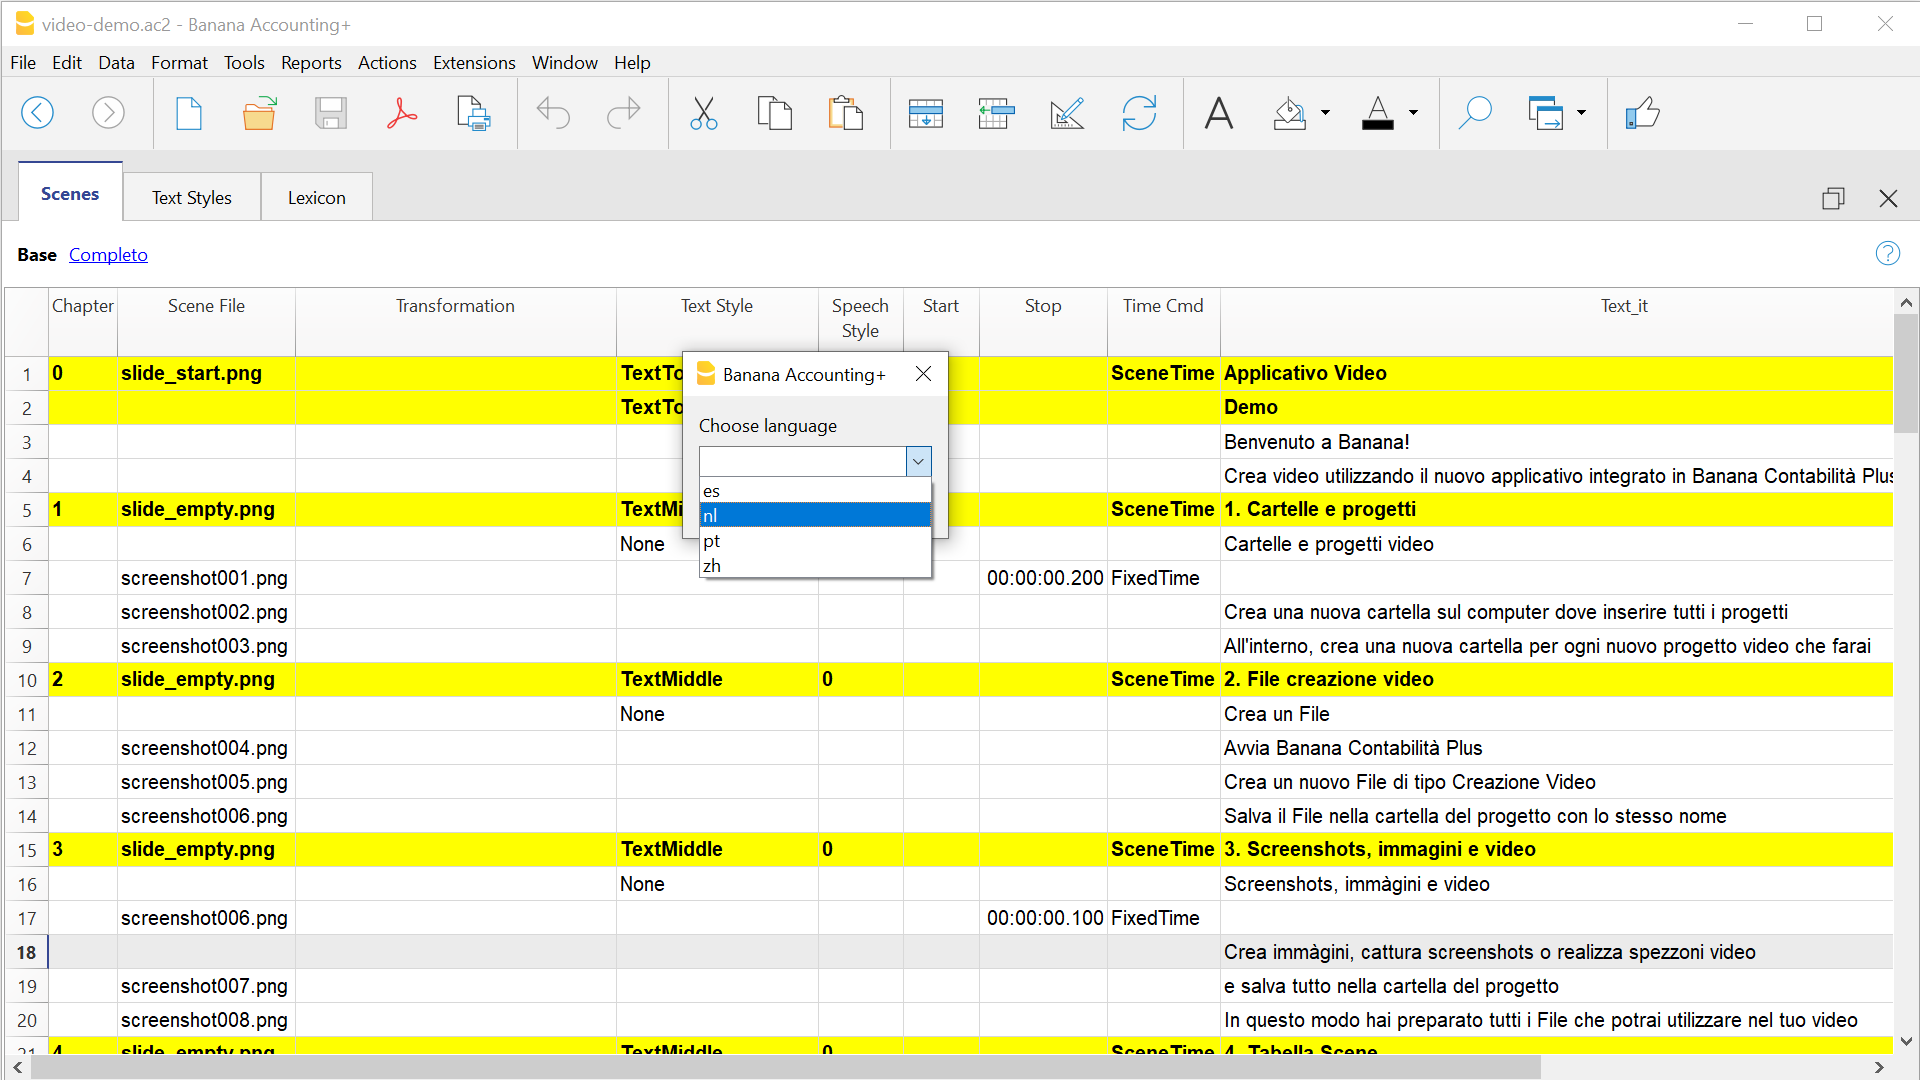 video-demo.ac2 - Banana Accounting+
File Edit Data Format Tools Reports Actions Extensions Window Help
Scenes Text Styles Lexicon
Base Completo
Chapter Scene File Transformation Text Style Speech Style Start Stop Time Cmd Text_it
1 0 slide_start.png TextTo SceneTime Applicativo Video
2 TextTo Demo
3 Benvenuto a Banana!
4 Crea video utilizzando il nuovo applicativo integrato in Banana Contabilità Plus
5 1 slide_empty.png TextMi SceneTime 1. Cartelle e progetti
6 None Cartelle e progetti video
7 screenshot001.png 00:00:00.200 FixedTime
8 screenshot002.png Crea una nuova cartella sul computer dove inserire tutti i progetti
9 screenshot003.png All'interno, crea una nuova cartella per ogni nuovo progetto video che farai
10 2 slide_empty.png TextMiddle 0 SceneTime 2. File creazione video
11 None Crea un File
12 screenshot004.png Avvia Banana Contabilità Plus
13 screenshot005.png Crea un nuovo File di tipo Creazione Video
14 screenshot006.png Salva il File nella cartella del progetto con lo stesso nome
15 3 slide_empty.png TextMiddle 0 SceneTime 3. Screenshots, immagini e video
16 None Screenshots, immàgini e video
17 screenshot006.png 00:00:00.100 FixedTime
18 Crea immàgini, cattura screenshots o realizza spezzoni video
19 screenshot007.png e salva tutto nella cartella del progetto
20 screenshot008.png In questo modo hai preparato tutti i File che potrai utilizzare nel tuo video
21 4 slide_empty.png TextMiddle 0 SceneTime 4. Tabella Scene
Banana Accounting+
Choose language
es
nl
pt
zh